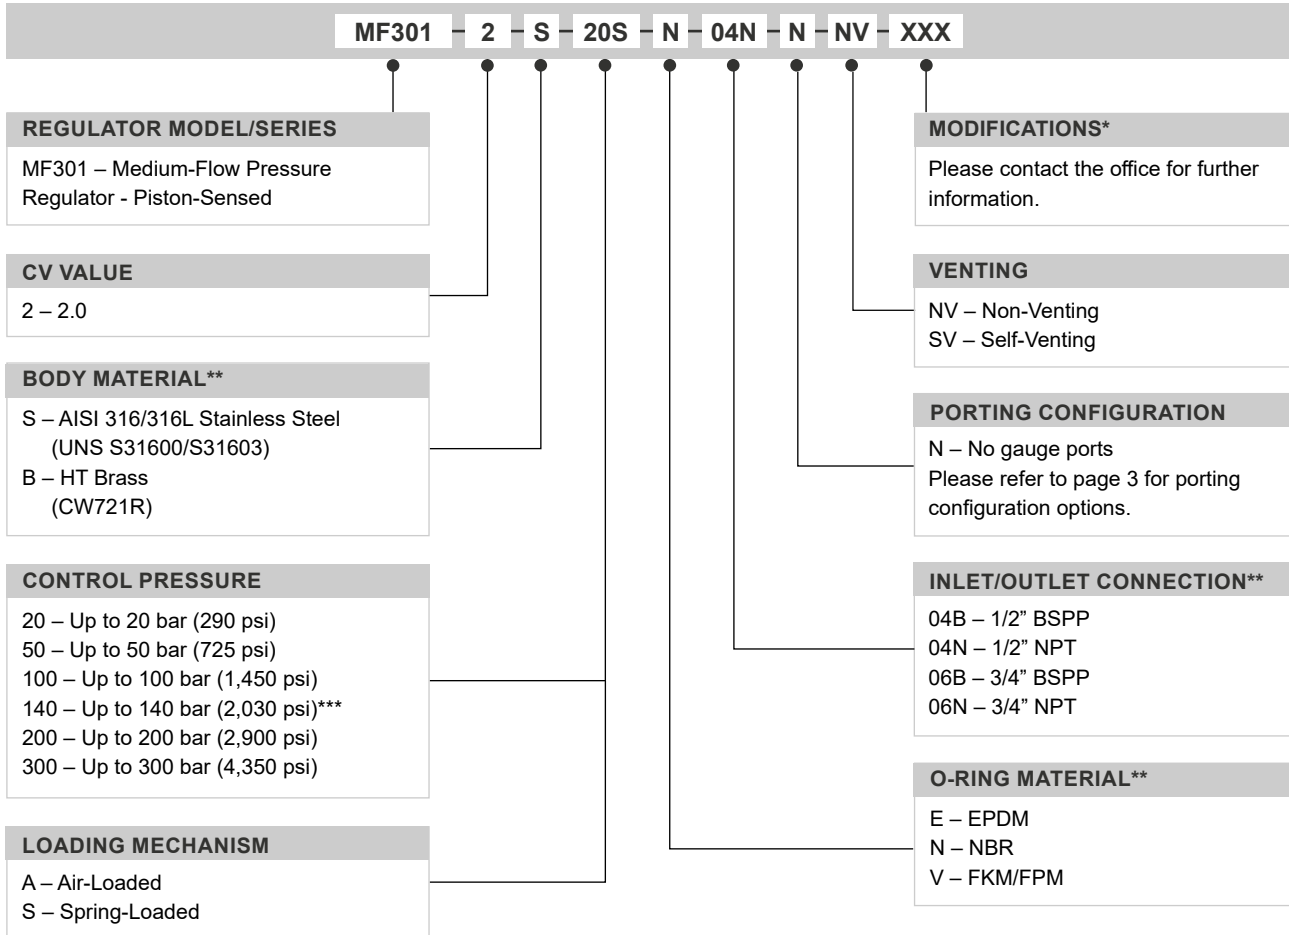 MF301 – 2 – S – 20S – N – 04N – N – NV – XXX
REGULATOR MODEL/SERIES
MF301 – Medium-Flow Pressure
Regulator - Piston-Sensed
CV VALUE
2 – 2.0
BODY MATERIAL**
S – AISI 316/316L Stainless Steel
(UNS S31600/S31603)
B – HT Brass
(CW721R)
CONTROL PRESSURE
20 – Up to 20 bar (290 psi)
50 – Up to 50 bar (725 psi)
100 – Up to 100 bar (1,450 psi)
140 – Up to 140 bar (2,030 psi)***
200 – Up to 200 bar (2,900 psi)
300 – Up to 300 bar (4,350 psi)
LOADING MECHANISM
A – Air-Loaded
S – Spring-Loaded
MODIFICATIONS*
Please contact the office for further
information.
VENTING
NV – Non-Venting
SV – Self-Venting
PORTING CONFIGURATION
N – No gauge ports
Please refer to page 3 for porting
configuration options.
INLET/OUTLET CONNECTION**
04B – 1/2” BSPP
04N – 1/2” NPT
06B – 3/4” BSPP
06N – 3/4” NPT
O-RING MATERIAL**
E – EPDM
N – NBR
V – FKM/FPM